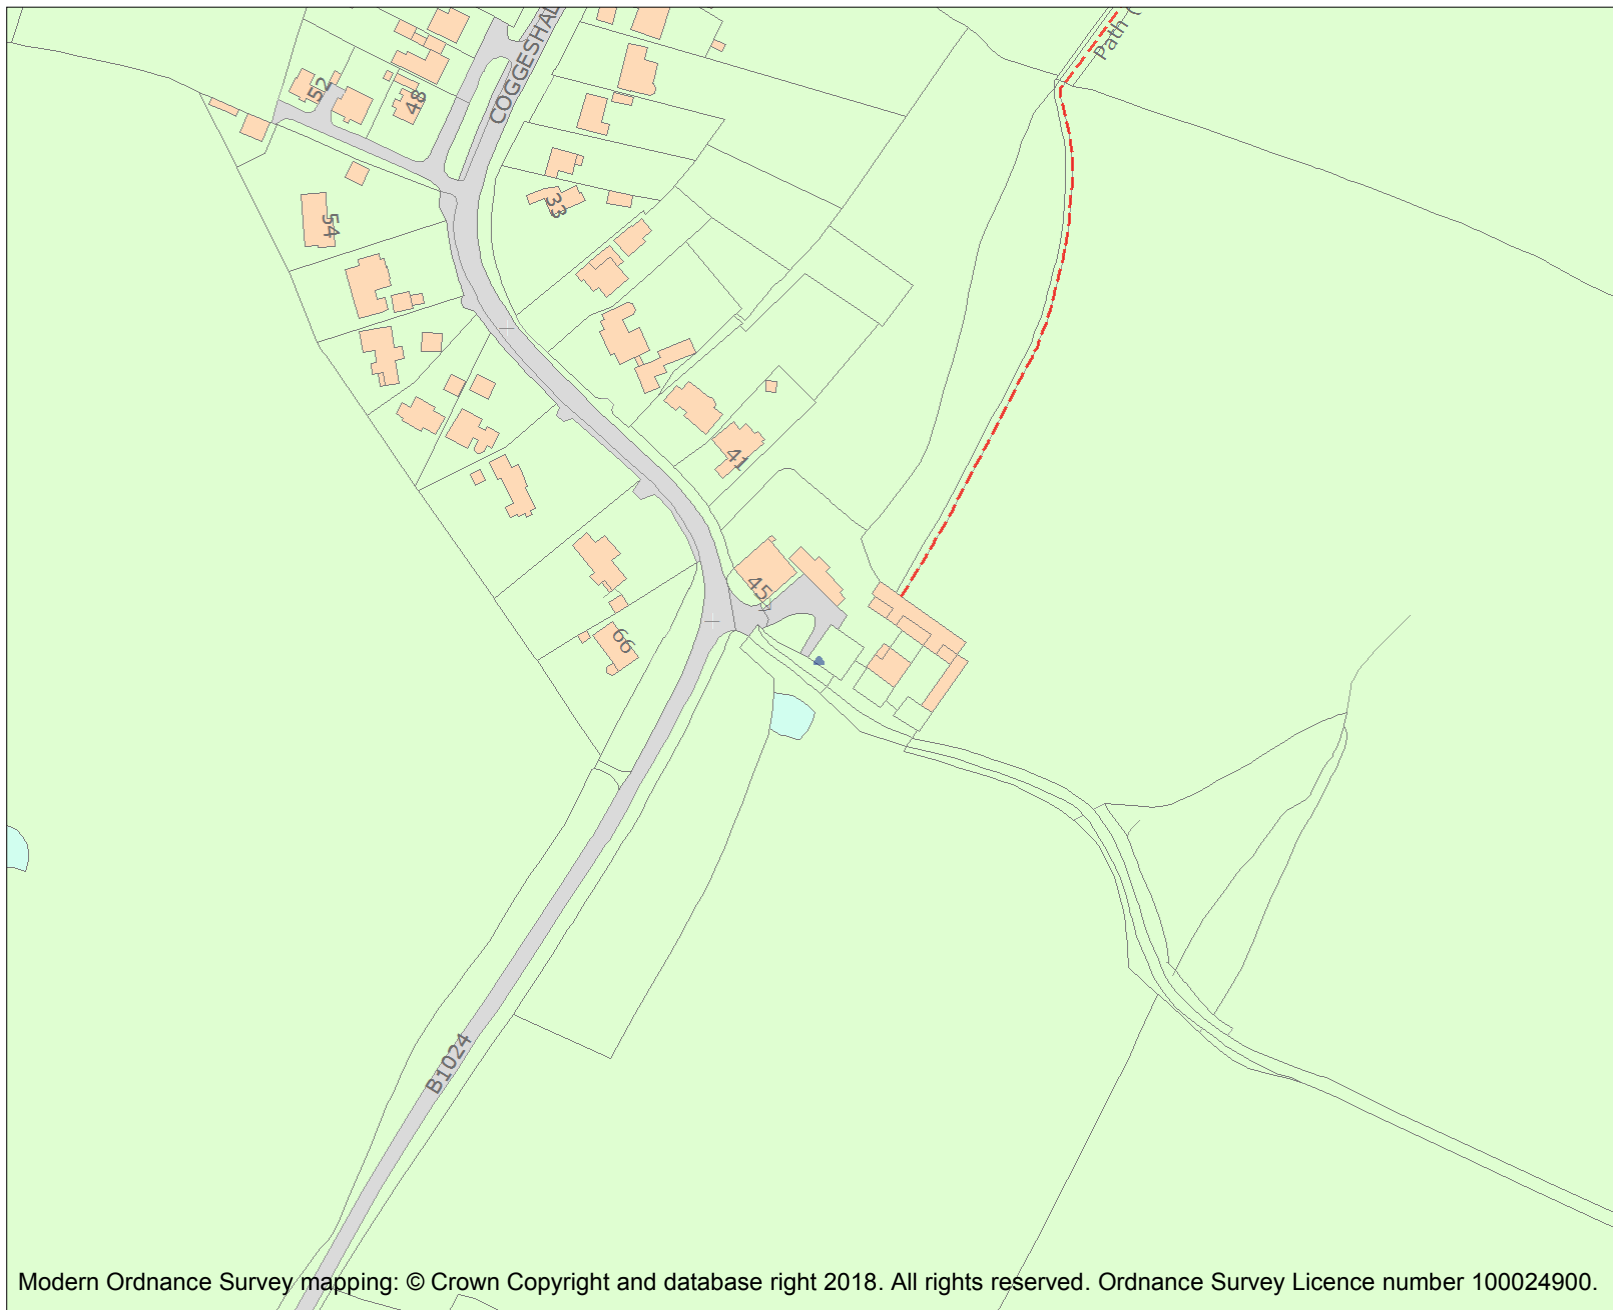 COGGESHAL
Path (
52
48
33
54
41
45
66
B1024
Modern Ordnance Survey mapping: © Crown Copyright and database right 2018. All rights reserved. Ordnance Survey Licence number 100024900.